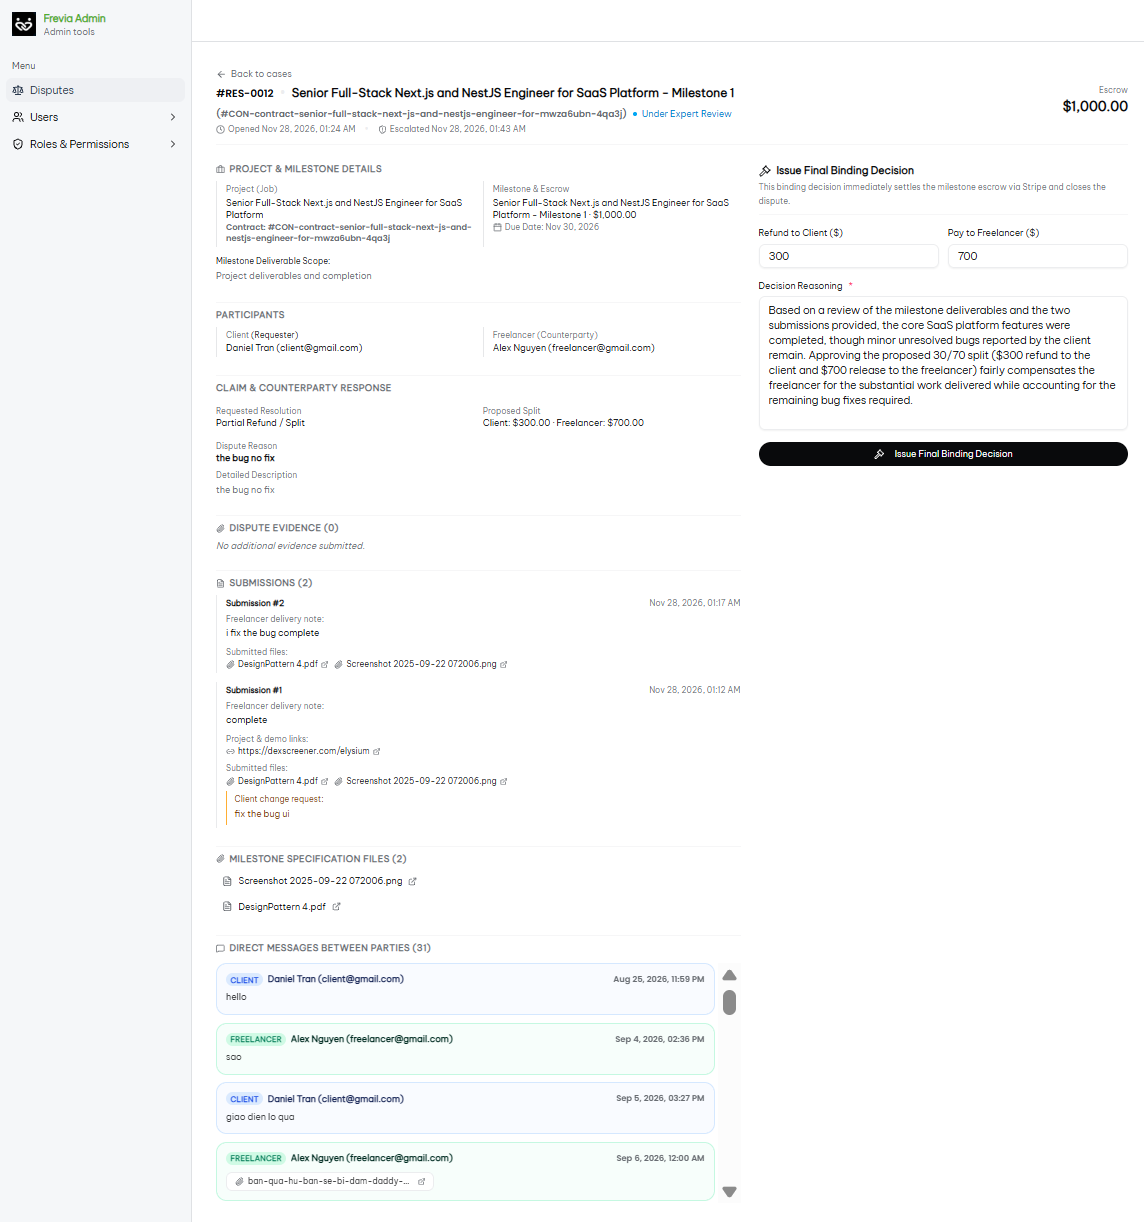 Frevia Admin
Admin tools
Menu
Disputes
Users
Roles & Permissions
Back to cases
#RES-0012
Senior Full-Stack Next.js and NestJS Engineer for SaaS Platform - Milestone 1
(#CON-contract-senior-full-stack-next-js-and-nestjs-engineer-for-mwza6ubn-4qa3j)
Under Expert Review
Opened Nov 28, 2026, 01:24 AM
Escalated Nov 28, 2026, 01:43 AM
Escrow
$1,000.00
PROJECT & MILESTONE DETAILS
Project (Job)
Senior Full-Stack Next.js and NestJS Engineer for SaaS
Platform
Contract: #CON-contract-senior-full-stack-next-js-and-
nestjs-engineer-for-mwza6ubn-4qa3j
Milestone & Escrow
Senior Full-Stack Next.js and NestJS Engineer for SaaS
Platform - Milestone 1 · $1,000.00
Due Date: Nov 30, 2026
Milestone Deliverable Scope:
Project deliverables and completion
PARTICIPANTS
Client (Requester)
Daniel Tran (client@gmail.com)
Freelancer (Counterparty)
Alex Nguyen (freelancer@gmail.com)
CLAIM & COUNTERPARTY RESPONSE
Requested Resolution
Partial Refund / Split
Proposed Split
Client: $300.00 · Freelancer: $700.00
Dispute Reason
the bug no fix
Detailed Description
the bug no fix
DISPUTE EVIDENCE (0)
No additional evidence submitted.
SUBMISSIONS (2)
Submission #2
Nov 28, 2026, 01:17 AM
Freelancer delivery note:
i fix the bug complete
Submitted files:
DesignPattern 4.pdf
Screenshot 2025-09-22 072006.png
Submission #1
Nov 28, 2026, 01:12 AM
Freelancer delivery note:
complete
Project & demo links:
https://dexscreener.com/elysium
Submitted files:
DesignPattern 4.pdf
Screenshot 2025-09-22 072006.png
Client change request:
fix the bug ui
MILESTONE SPECIFICATION FILES (2)
Screenshot 2025-09-22 072006.png
DesignPattern 4.pdf
DIRECT MESSAGES BETWEEN PARTIES (31)
CLIENT
Daniel Tran (client@gmail.com)
Aug 25, 2026, 11:59 PM
hello
FREELANCER
Alex Nguyen (freelancer@gmail.com)
Sep 4, 2026, 02:36 PM
sao
CLIENT
Daniel Tran (client@gmail.com)
Sep 5, 2026, 03:27 PM
giao dien lo qua
FREELANCER
Alex Nguyen (freelancer@gmail.com)
Sep 6, 2026, 12:00 AM
ban-qua-hu-ban-se-bi-dam-daddy-...
Issue Final Binding Decision
This binding decision immediately settles the milestone escrow via Stripe and closes the
dispute.
Refund to Client ($)
300
Pay to Freelancer ($)
700
Decision Reasoning *
Based on a review of the milestone deliverables and the two
submissions provided, the core SaaS platform features were
completed, though minor unresolved bugs reported by the client
remain. Approving the proposed 30/70 split ($300 refund to the
client and $700 release to the freelancer) fairly compensates the
freelancer for the substantial work delivered while accounting for the
remaining bug fixes required.
Issue Final Binding Decision